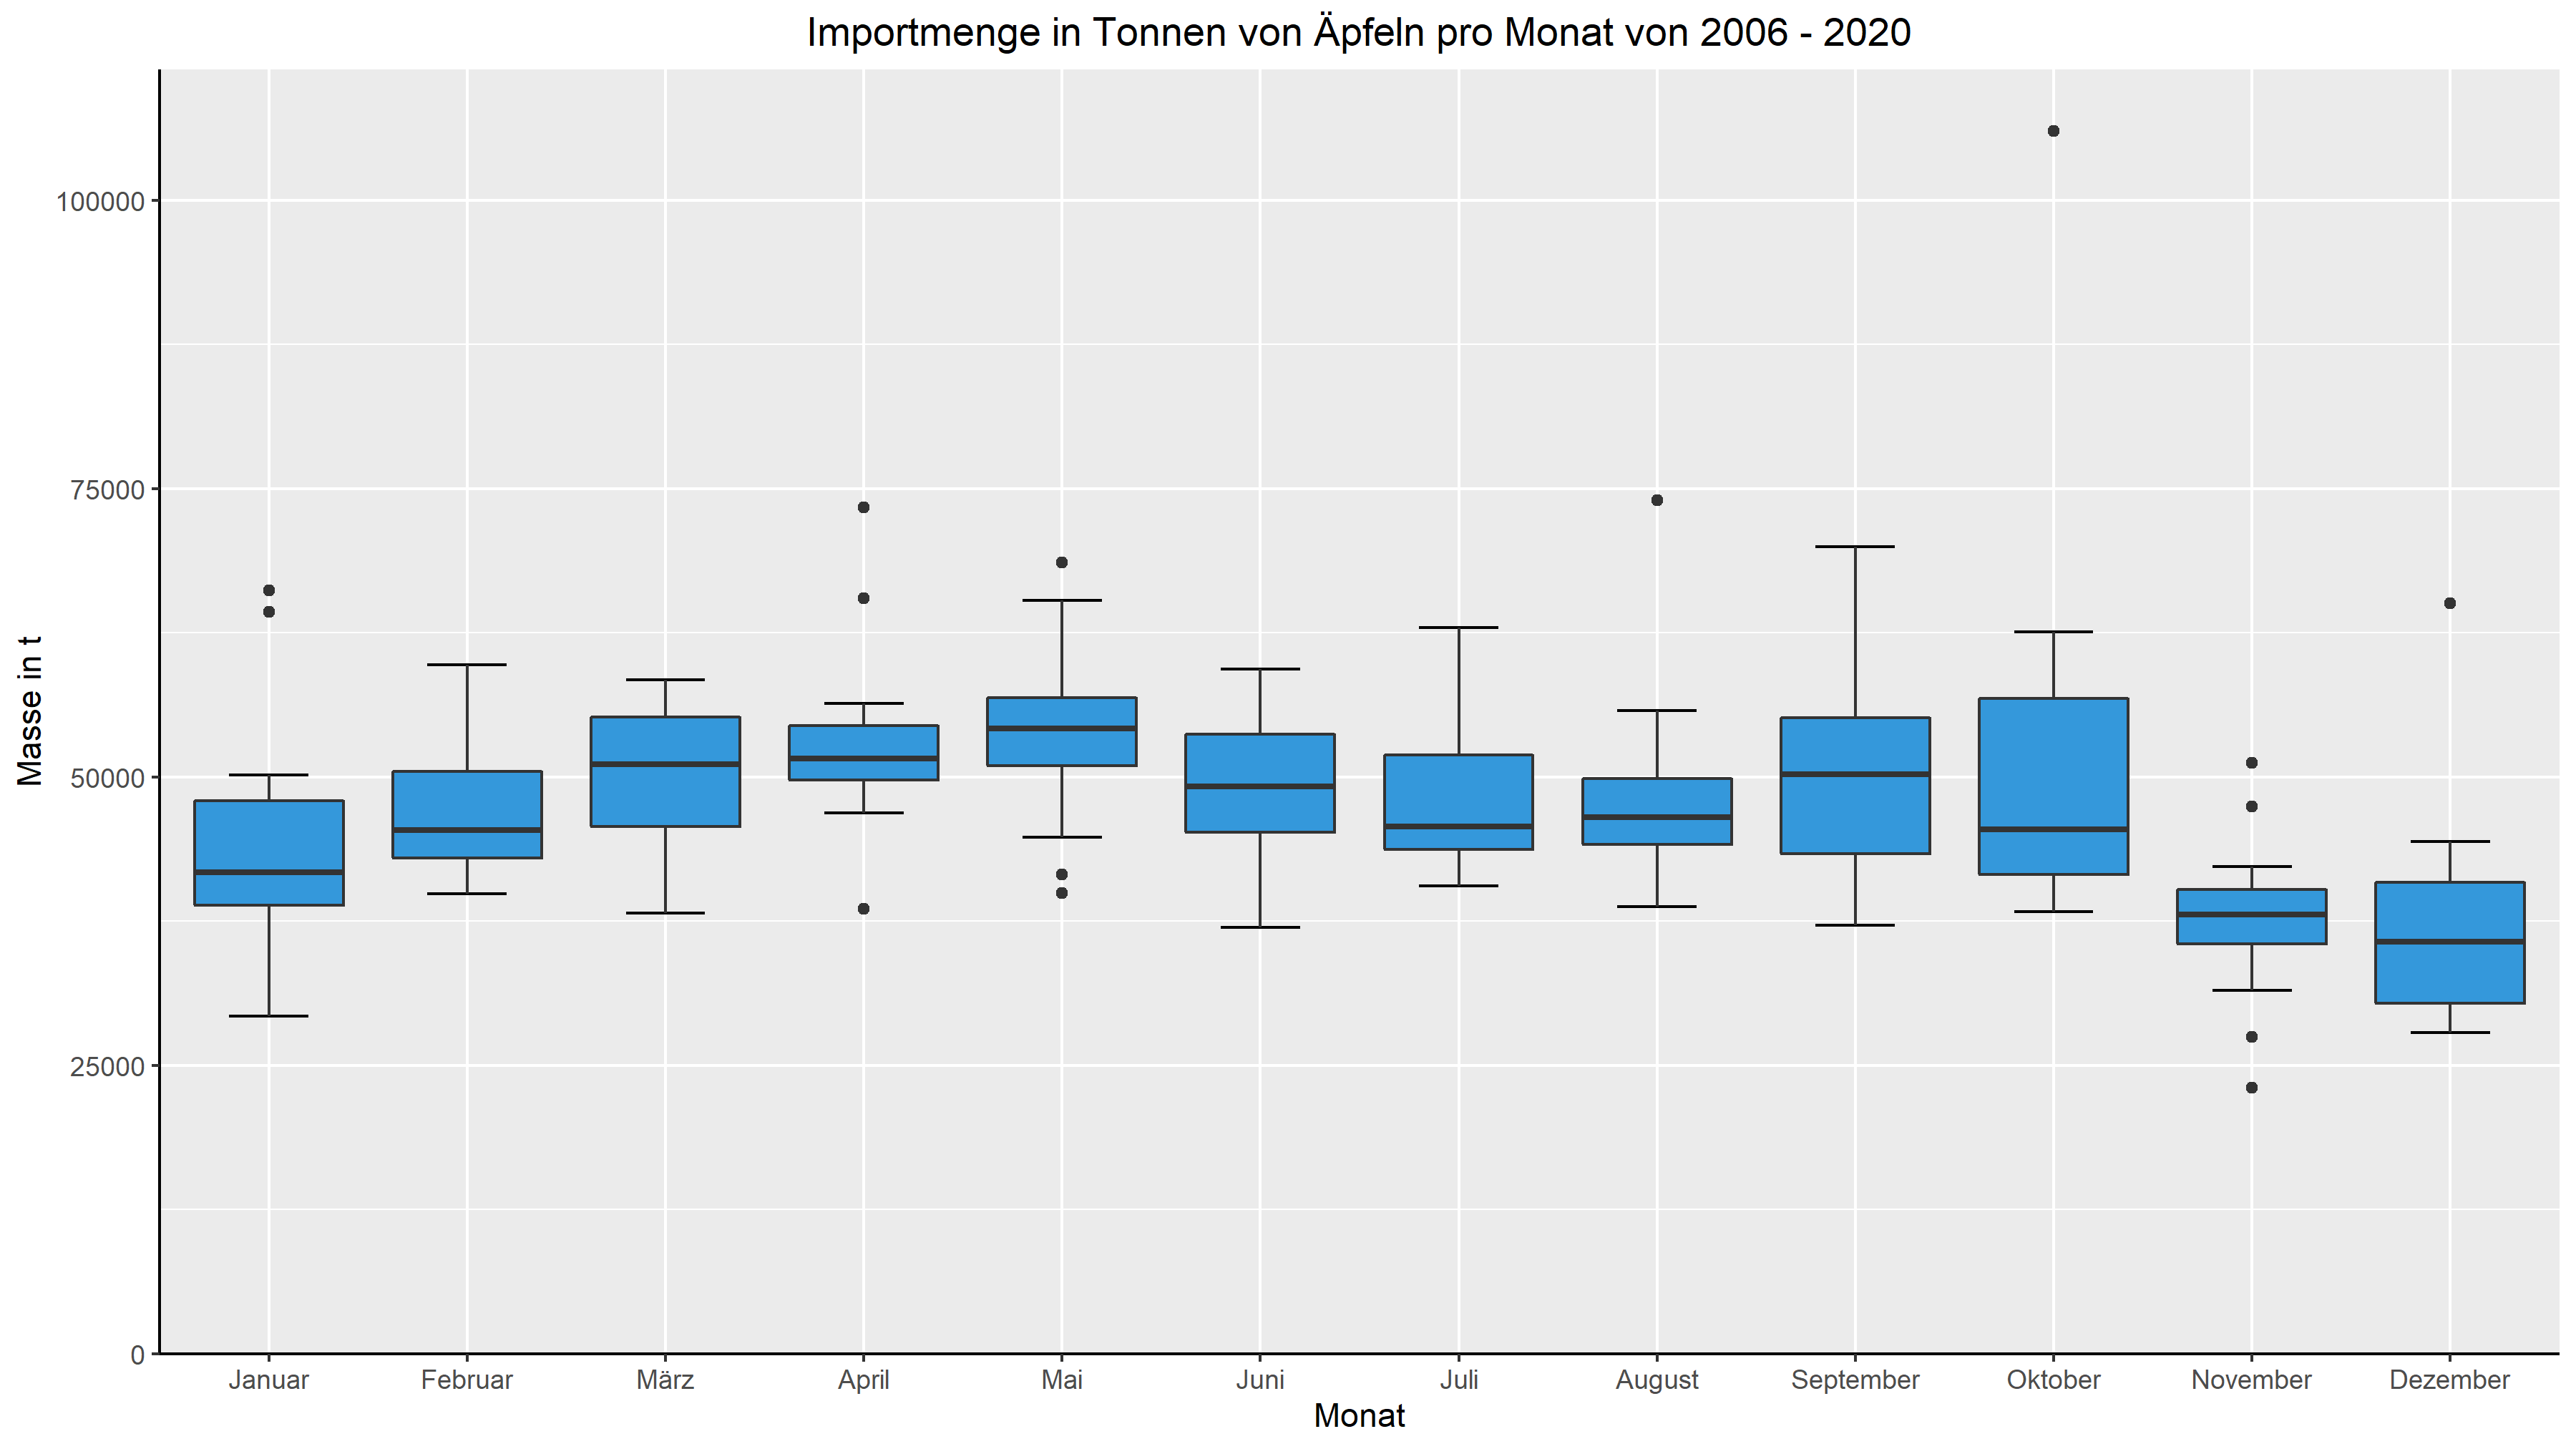 Importmenge in Tonnen von Äpfeln pro Monat von 2006 - 2020
Masse in t
100000
75000
50000
25000
0
Januar Februar März April Mai Juni Juli August September Oktober November Dezember
Monat